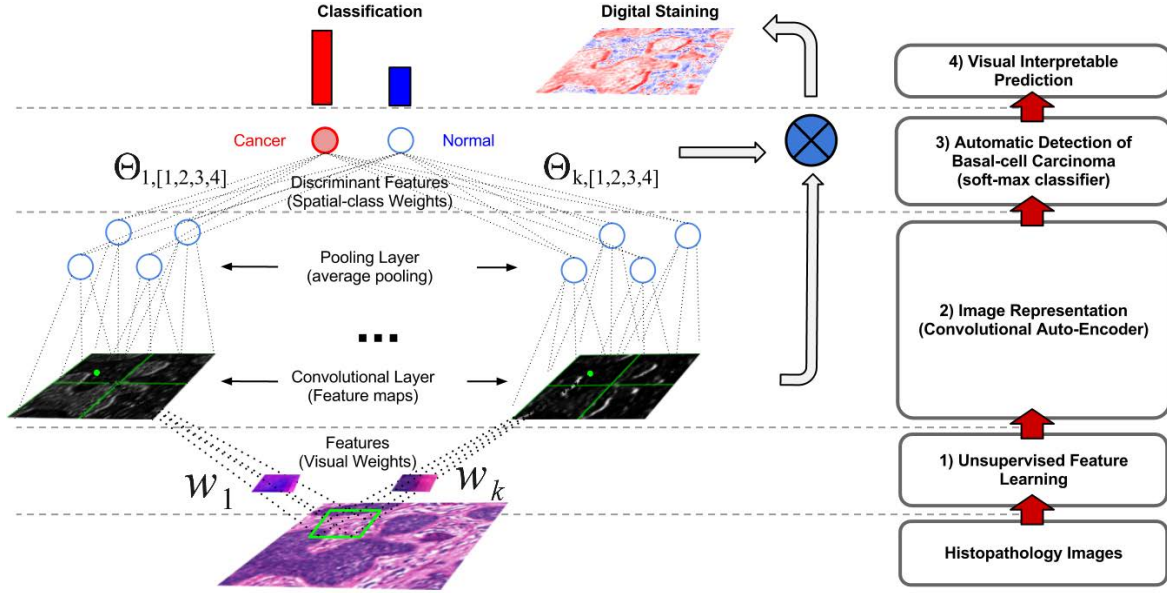 Classification
Digital Staining
4) Visual Interpretable
Prediction
Cancer
Normal
Θ1,[1,2,3,4]
Θk,[1,2,3,4]
Discriminant Features
(Spatial-class Weights)
3) Automatic Detection of
Basal-cell Carcinoma
(soft-max classifier)
Pooling Layer
(average pooling)
2) Image Representation
(Convolutional Auto-Encoder)
...
Convolutional Layer
(Feature maps)
Features
(Visual Weights)
w1
wk
1) Unsupervised Feature
Learning
Histopathology Images